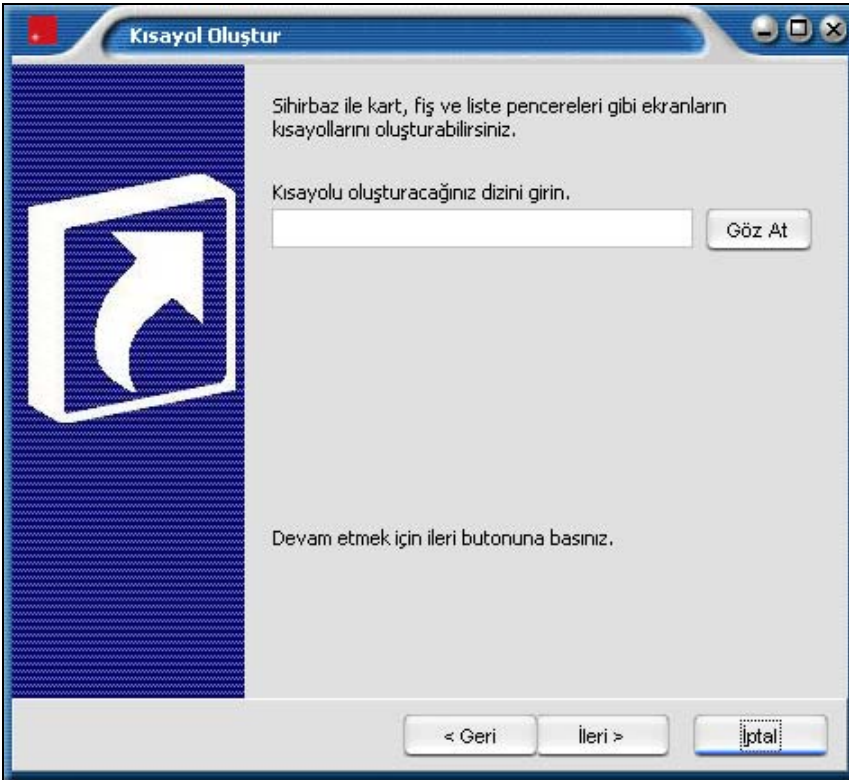 Kısayol Oluştur
Sihirbaz ile kart, fiş ve liste pencereleri gibi ekranların
kısayollarını oluşturabilirsiniz.
Kısayolu oluşturacağınız dizini girin.
Göz At
Devam etmek için ileri butonuna basınız.
< Geri
İleri >
İptal